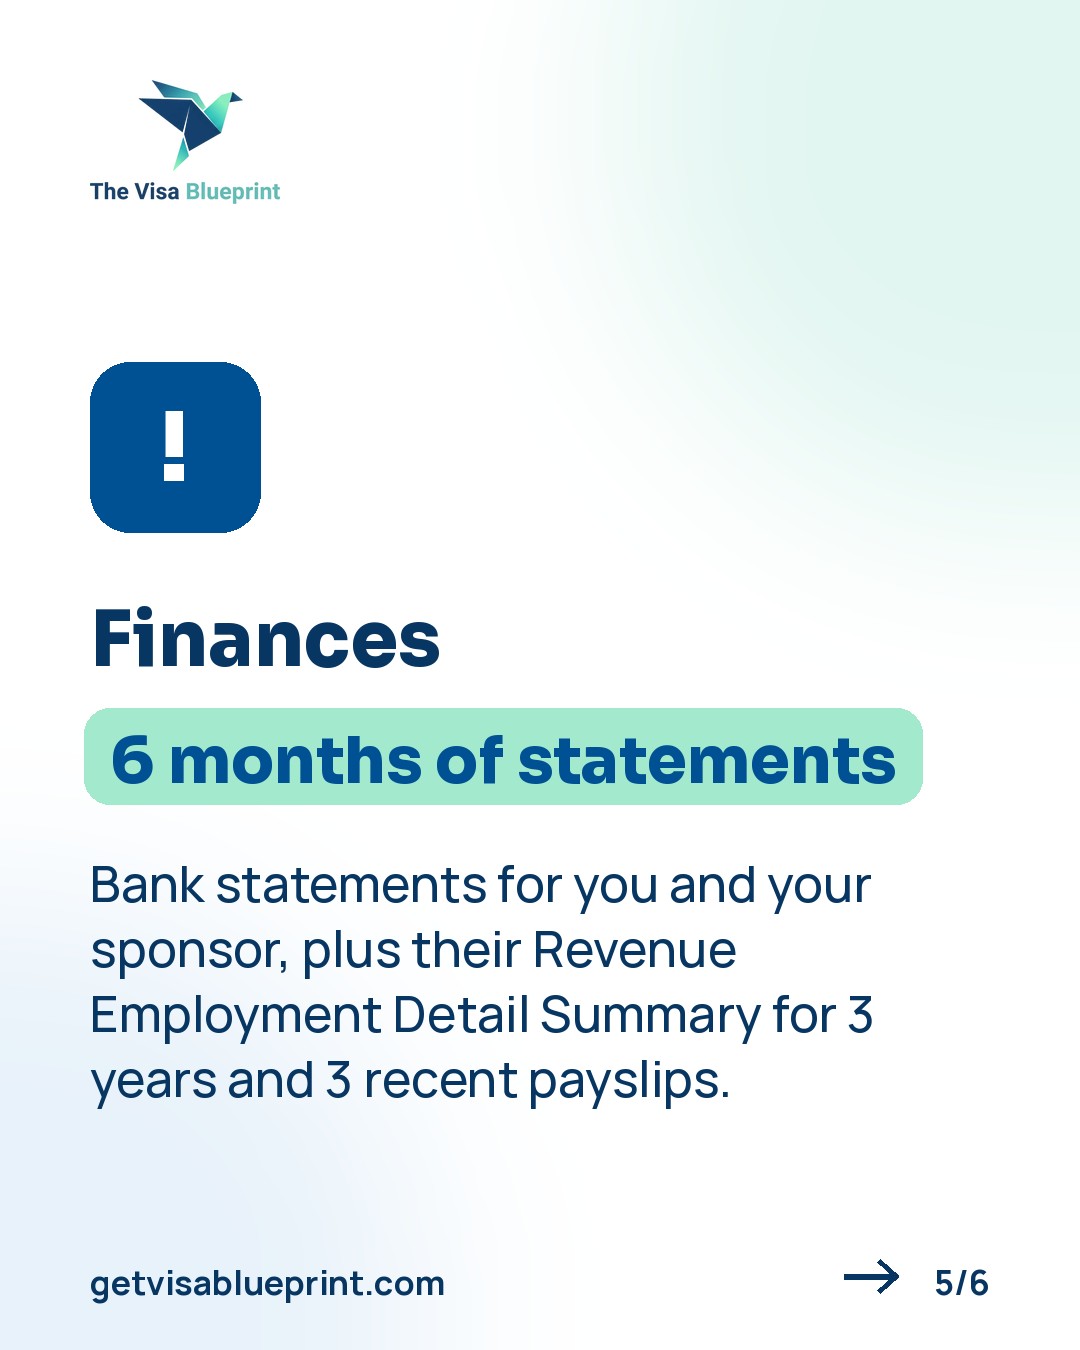 The Visa Blueprint
!
Finances
6 months of statements
Bank statements for you and your
sponsor, plus their Revenue
Employment Detail Summary for 3
years and 3 recent payslips.
getvisablueprint.com
→ 5/6